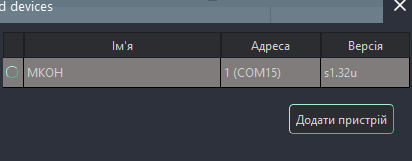 d devices
Ім'я Адреса Версія
МКОН 1 (COM15) s1.32u
Додати пристрій